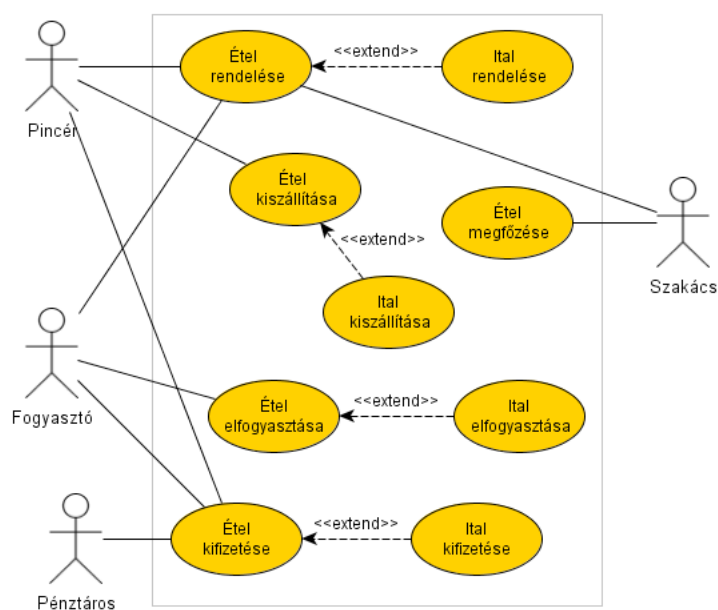 Étel
rendelése
<<extend>>
Ital
rendelése
Pincér
Étel
kiszállítása
<<extend>>
Étel
megfőzése
Szakács
Ital
kiszállítása
Fogyasztó
Étel
elfogyasztása
<<extend>>
Ital
elfogyasztása
Étel
kifizetése
<<extend>>
Ital
kifizetése
Pénztáros